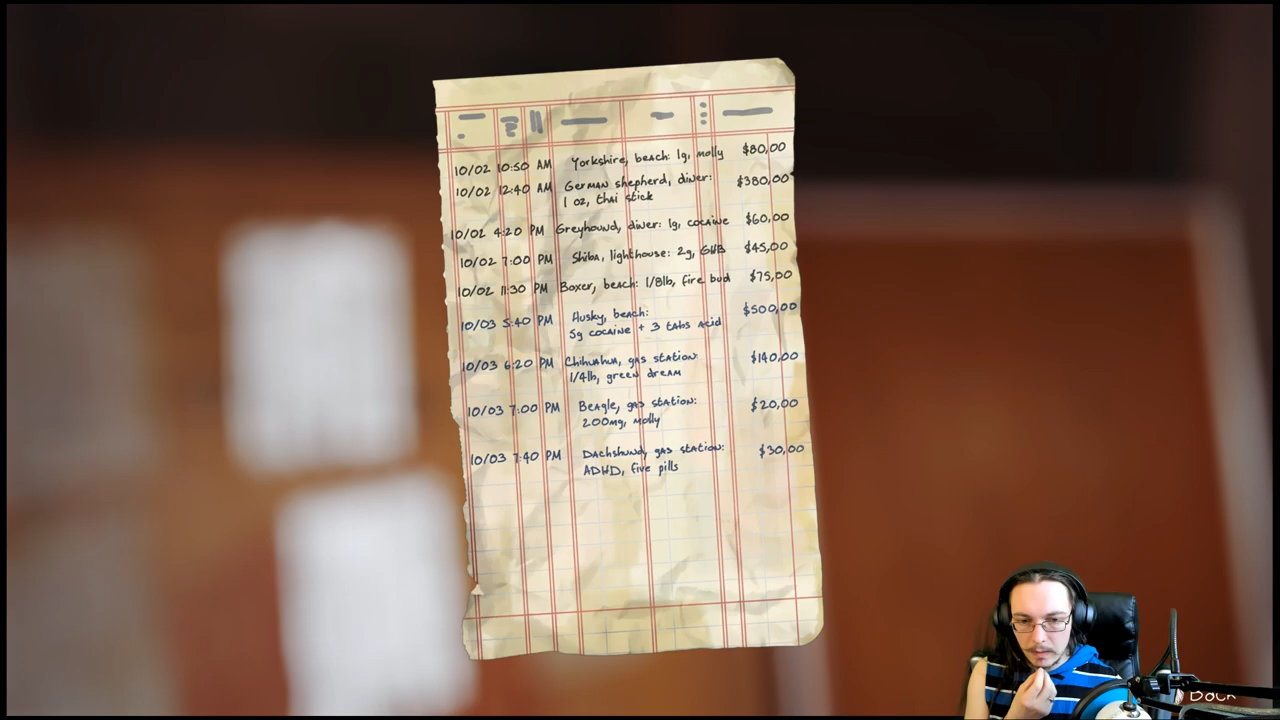 10/02 10:50 AM Yorkshire, beach: 1g, molly $80,00
10/02 12:40 AM German shepherd, diner: $380,00
1 oz, thai stick
10/02 4:20 PM Greyhound, diner: 1g, cocaine $60,00
10/02 7:00 PM Shiba, lighthouse: 2g, GHB $45,00
10/02 11:30 PM Boxer, beach: 1/8lb, fire bud $75,00
10/03 5:40 PM Husky, beach: $500,00
5g cocaine + 3 tabs acid
10/03 6:20 PM Chihuahua, gas station: $140,00
1/4lb, green dream
10/03 7:00 PM Beagle, gas station: $20,00
200mg, molly
10/03 7:40 PM Dachshund, gas station: $30,00
ADHD, five pills
Back